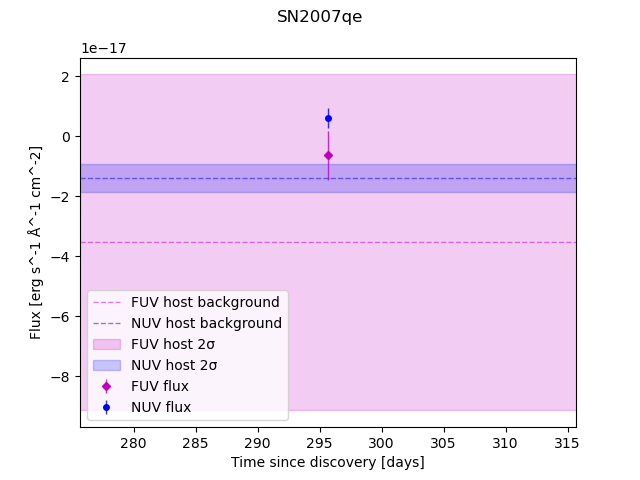 SN2007qe
1e−17
2
0
−2
−4
−6
−8
Flux [erg s^-1 Å^-1 cm^-2]
FUV host background
NUV host background
FUV host 2σ
NUV host 2σ
FUV flux
NUV flux
280 285 290 295 300 305 310 315
Time since discovery [days]